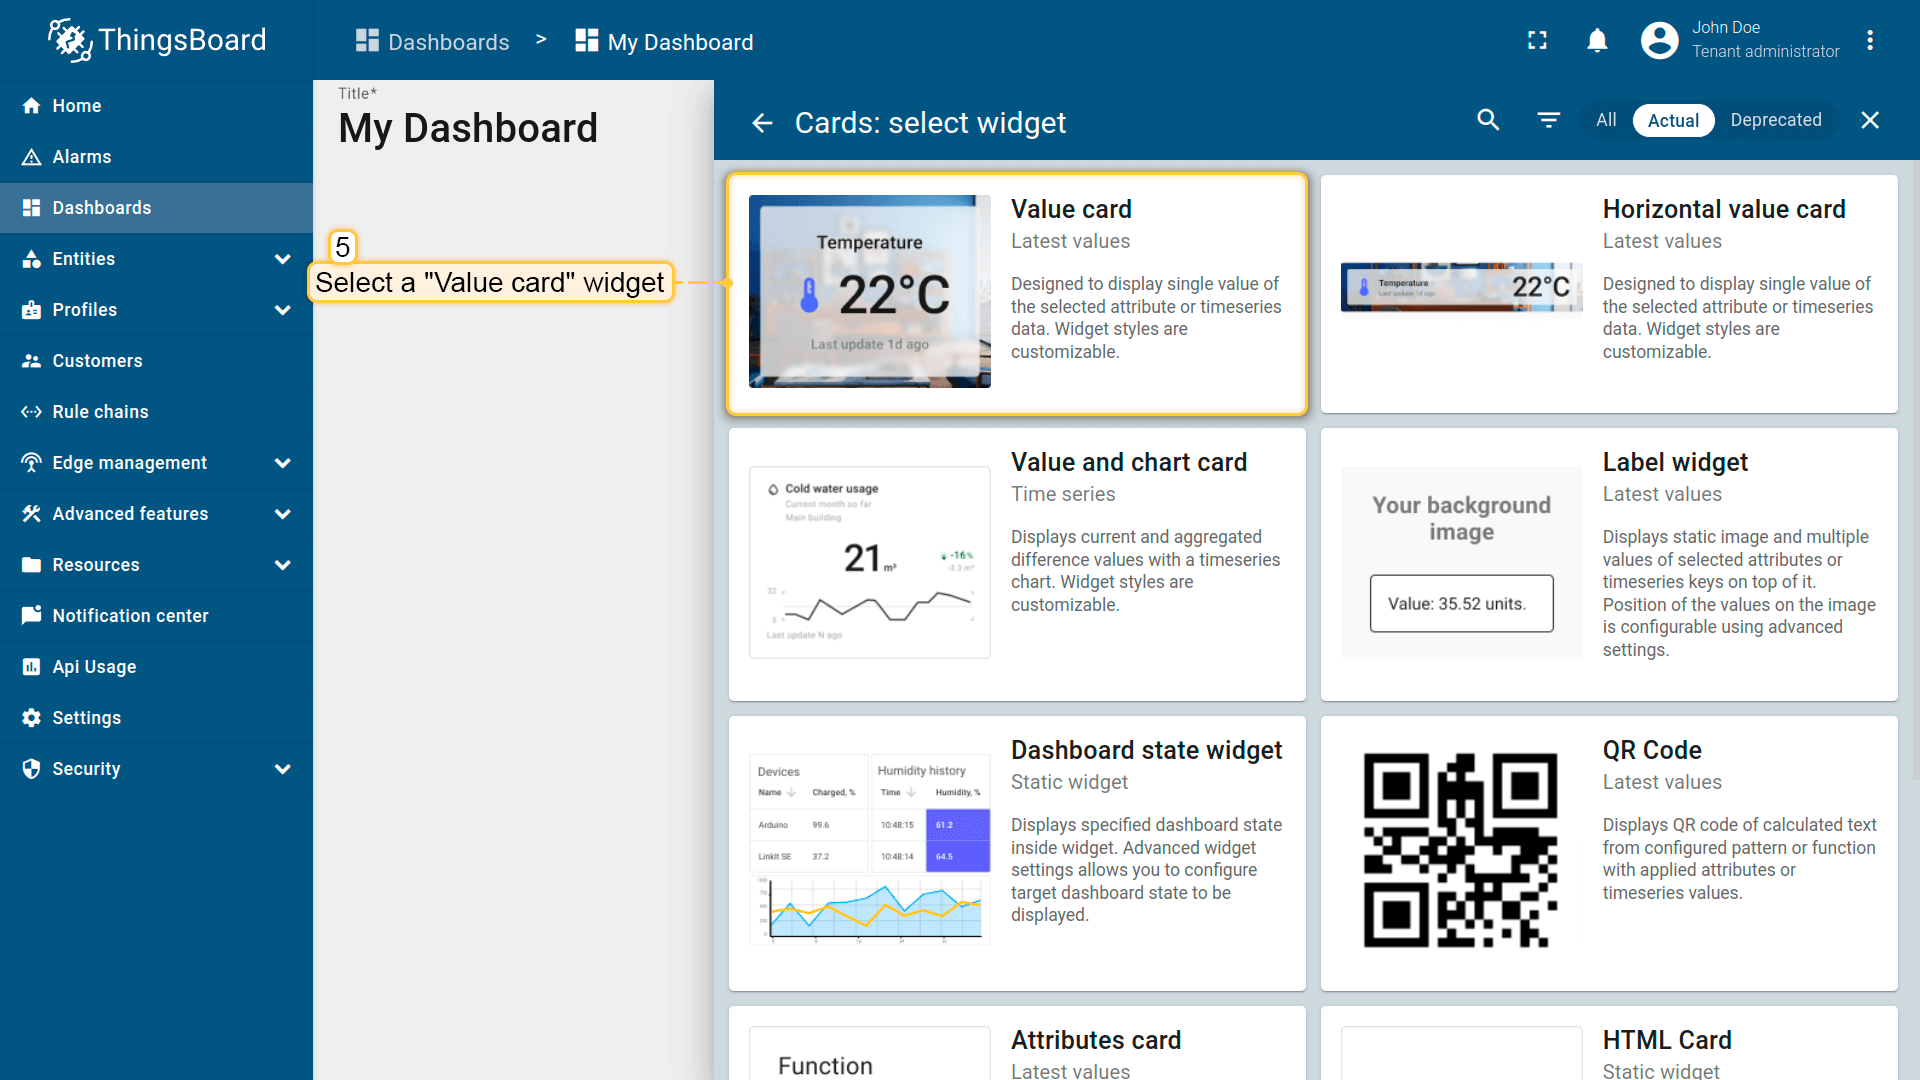 ThingsBoard
Dashboards > My Dashboard
John Doe
Tenant administrator
Home
Alarms
Dashboards
Entities
Profiles
Customers
Rule chains
Edge management
Advanced features
Resources
Notification center
Api Usage
Settings
Security
Title*
My Dashboard
5
Select a "Value card" widget
Cards: select widget
All
Actual
Deprecated
Temperature
22°C
Last update 1d ago
Value card
Latest values
Designed to display single value of
the selected attribute or timeseries
data. Widget styles are
customizable.
Temperature
Last update 1d ago
22°C
Horizontal value card
Latest values
Designed to display single value of
the selected attribute or timeseries
data. Widget styles are
customizable.
Cold water usage
Current month so far
Main building
21 m³
-16%
-3.3 m³
32
5
Last update N ago
Value and chart card
Time series
Displays current and aggregated
difference values with a timeseries
chart. Widget styles are
customizable.
Your background
image
Value: 35.52 units.
Label widget
Latest values
Displays static image and multiple
values of selected attributes or
timeseries keys on top of it.
Position of the values on the image
is configurable using advanced
settings.
Devices
Name Charged, %
Arduino 99.6
LinkIt SE 37.2
Humidity history
Time Humidity, %
10:48:15 61.2
10:48:14 64.5
Dashboard state widget
Static widget
Displays specified dashboard state
inside widget. Advanced widget
settings allows you to configure
target dashboard state to be
displayed.
QR Code
Latest values
Displays QR code of calculated text
from configured pattern or function
with applied attributes or
timeseries values.
Function
Attributes card
Latest values
HTML Card
Static widget